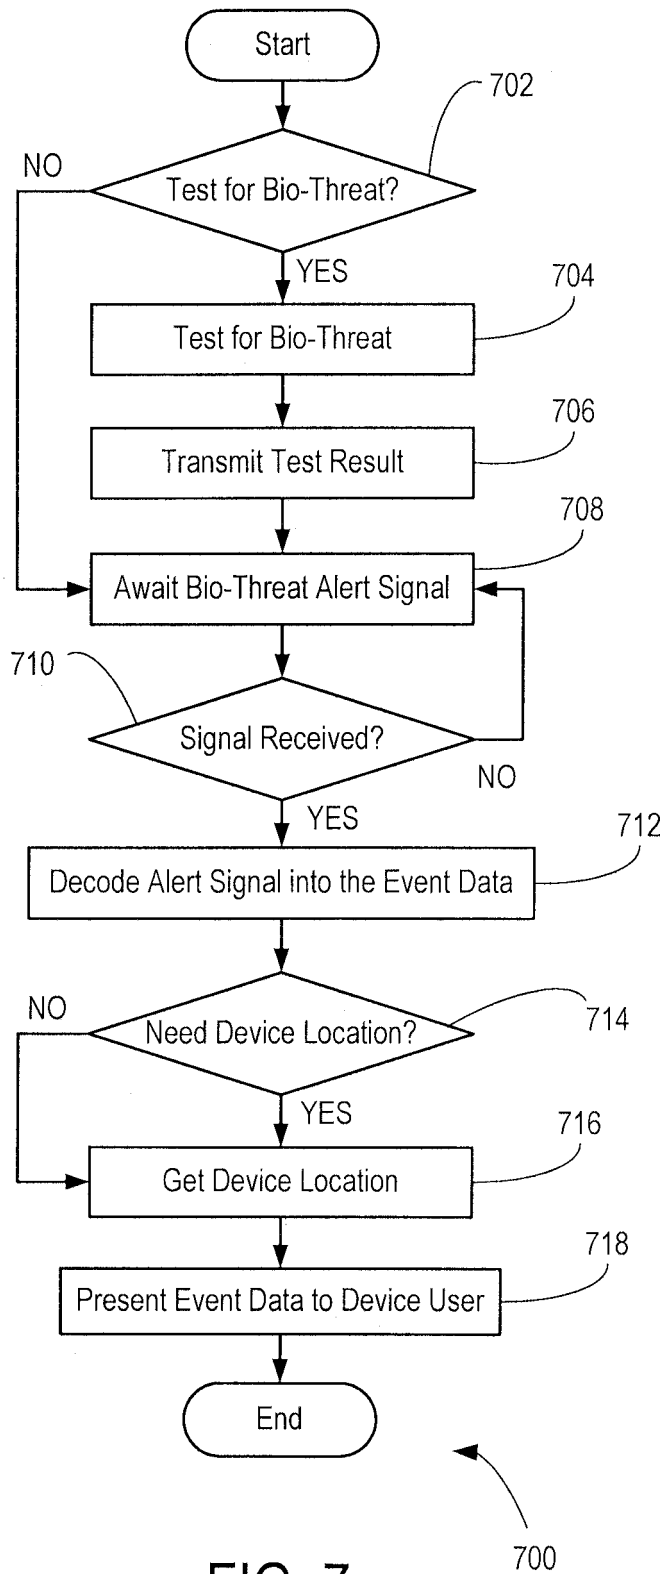 Start
702
NO
Test for Bio-Threat?
YES
704
Test for Bio-Threat
706
Transmit Test Result
708
Await Bio-Threat Alert Signal
710
Signal Received?
NO
YES
712
Decode Alert Signal into the Event Data
NO
714
Need Device Location?
YES
716
Get Device Location
718
Present Event Data to Device User
End
700
FIG. 7